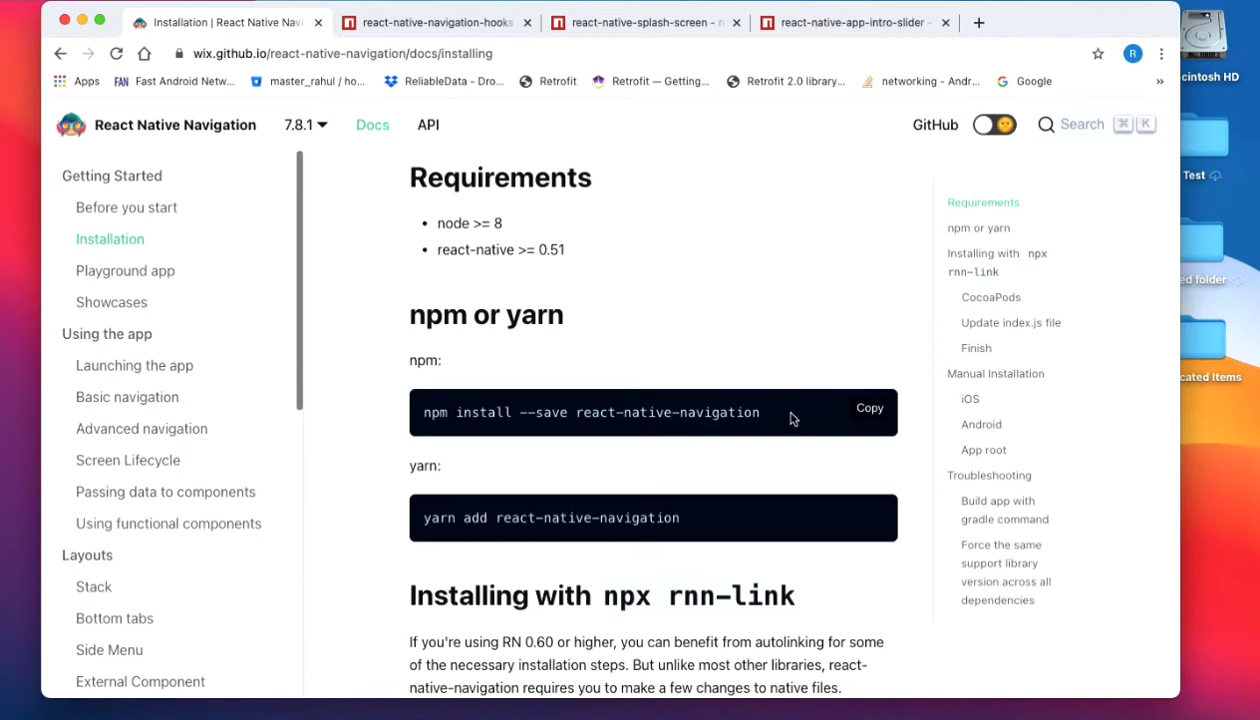 Installation | React Native Navi
react-native-navigation-hooks
react-native-splash-screen - n
react-native-app-intro-slider -
wix.github.io/react-native-navigation/docs/installing
R
Apps
FAN Fast Android Netw...
master_rahul / ho...
ReliableData - Dro...
Retrofit
Retrofit — Getting...
Retrofit 2.0 library...
networking - Andr...
Google
»
React Native Navigation
7.8.1
Docs
API
GitHub
Search ⌘ K
Getting Started
Before you start
Installation
Playground app
Showcases
Using the app
Launching the app
Basic navigation
Advanced navigation
Screen Lifecycle
Passing data to components
Using functional components
Layouts
Stack
Bottom tabs
Side Menu
External Component
Requirements
• node >= 8
• react-native >= 0.51
npm or yarn
npm:
npm install --save react-native-navigation
Copy
yarn:
yarn add react-native-navigation
Installing with npx rnn-link
If you're using RN 0.60 or higher, you can benefit from autolinking for some
of the necessary installation steps. But unlike most other libraries, react-
native-navigation requires you to make a few changes to native files.
Requirements
npm or yarn
Installing with npx
rnn-link
CocoaPods
Update index.js file
Finish
Manual Installation
iOS
Android
App root
Troubleshooting
Build app with
gradle command
Force the same
support library
version across all
dependencies
cintosh HD
Test
ed folder
cated Items